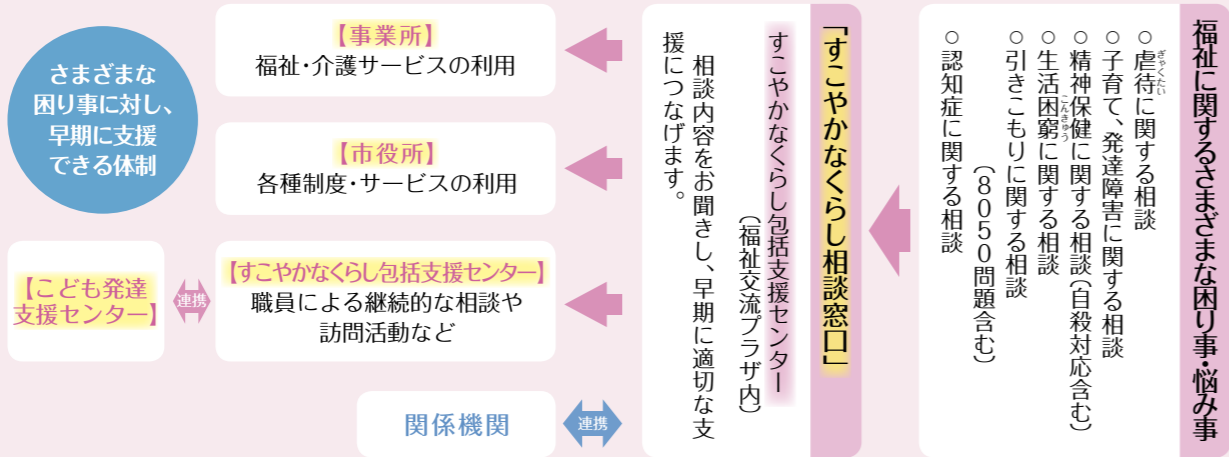 福祉に関するさまざまな困り事・悩み事
○虐待に関する相談
ぎゃくたい
○子育て、発達障害に関する相談
○精神保健に関する相談（自殺対応含む）
○生活困窮に関する相談
こんきゅう
○引きこもりに関する相談
（8050問題含む）
○認知症に関する相談
「すこやかなくらし相談窓口」
すこやかなくらし包括支援センター
（福祉交流プラザ内）
相談内容をお聞きし、早期に適切な支
援につなげます。
【事業所】
福祉・介護サービスの利用
【市役所】
各種制度・サービスの利用
【すこやかなくらし包括支援センター】
職員による継続的な相談や
訪問活動など
連携
関係機関
連携
【こども発達
支援センター】
さまざまな
困り事に対し、
早期に支援
できる体制